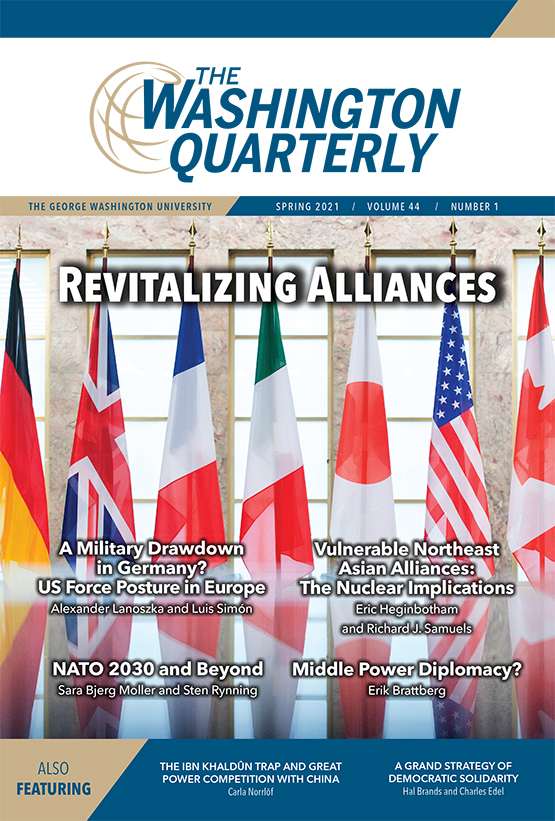 THE
WASHINGTON
QUARTERLY
THE GEORGE WASHINGTON UNIVERSITY
SPRING 2021 / VOLUME 44 / NUMBER 1
REVITALIZING ALLIANCES
A Military Drawdown
in Germany?
US Force Posture in Europe
Alexander Lanoszka and Luis Simón
Vulnerable Northeast
Asian Alliances:
The Nuclear Implications
Eric Heginbotham
and Richard J. Samuels
NATO 2030 and Beyond
Sara Bjerg Moller and Sten Rynning
Middle Power Diplomacy?
Erik Brattberg
ALSO
FEATURING
THE IBN KHALDÛN TRAP AND GREAT
POWER COMPETITION WITH CHINA
Carla Norrlöf
A GRAND STRATEGY OF
DEMOCRATIC SOLIDARITY
Hal Brands and Charles Edel